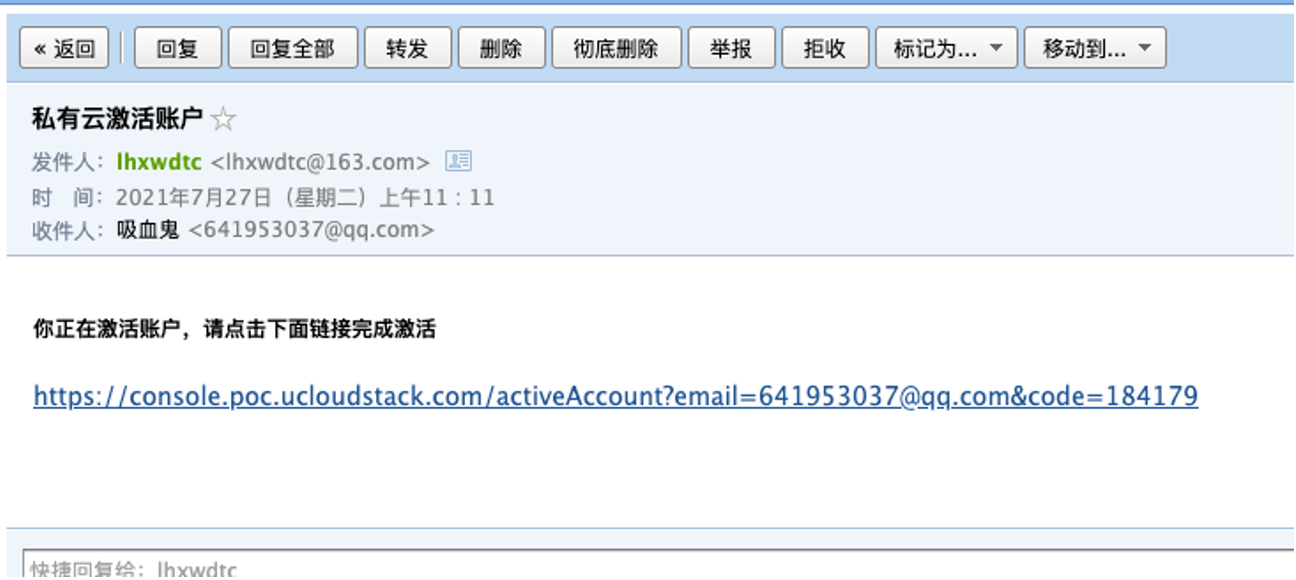 « 返回 回复 回复全部 转发 删除 彻底删除 举报 拒收 标记为... 移动到...
私有云激活账户
发件人：lhxwdtc <lhxwdtc@163.com>
时 间：2021年7月27日（星期二）上午11：11
收件人：吸血鬼 <641953037@qq.com>
你正在激活账户，请点击下面链接完成激活
https://console.poc.ucloudstack.com/activeAccount?email=641953037@qq.com&code=184179
快捷回复给：lhxwdtc